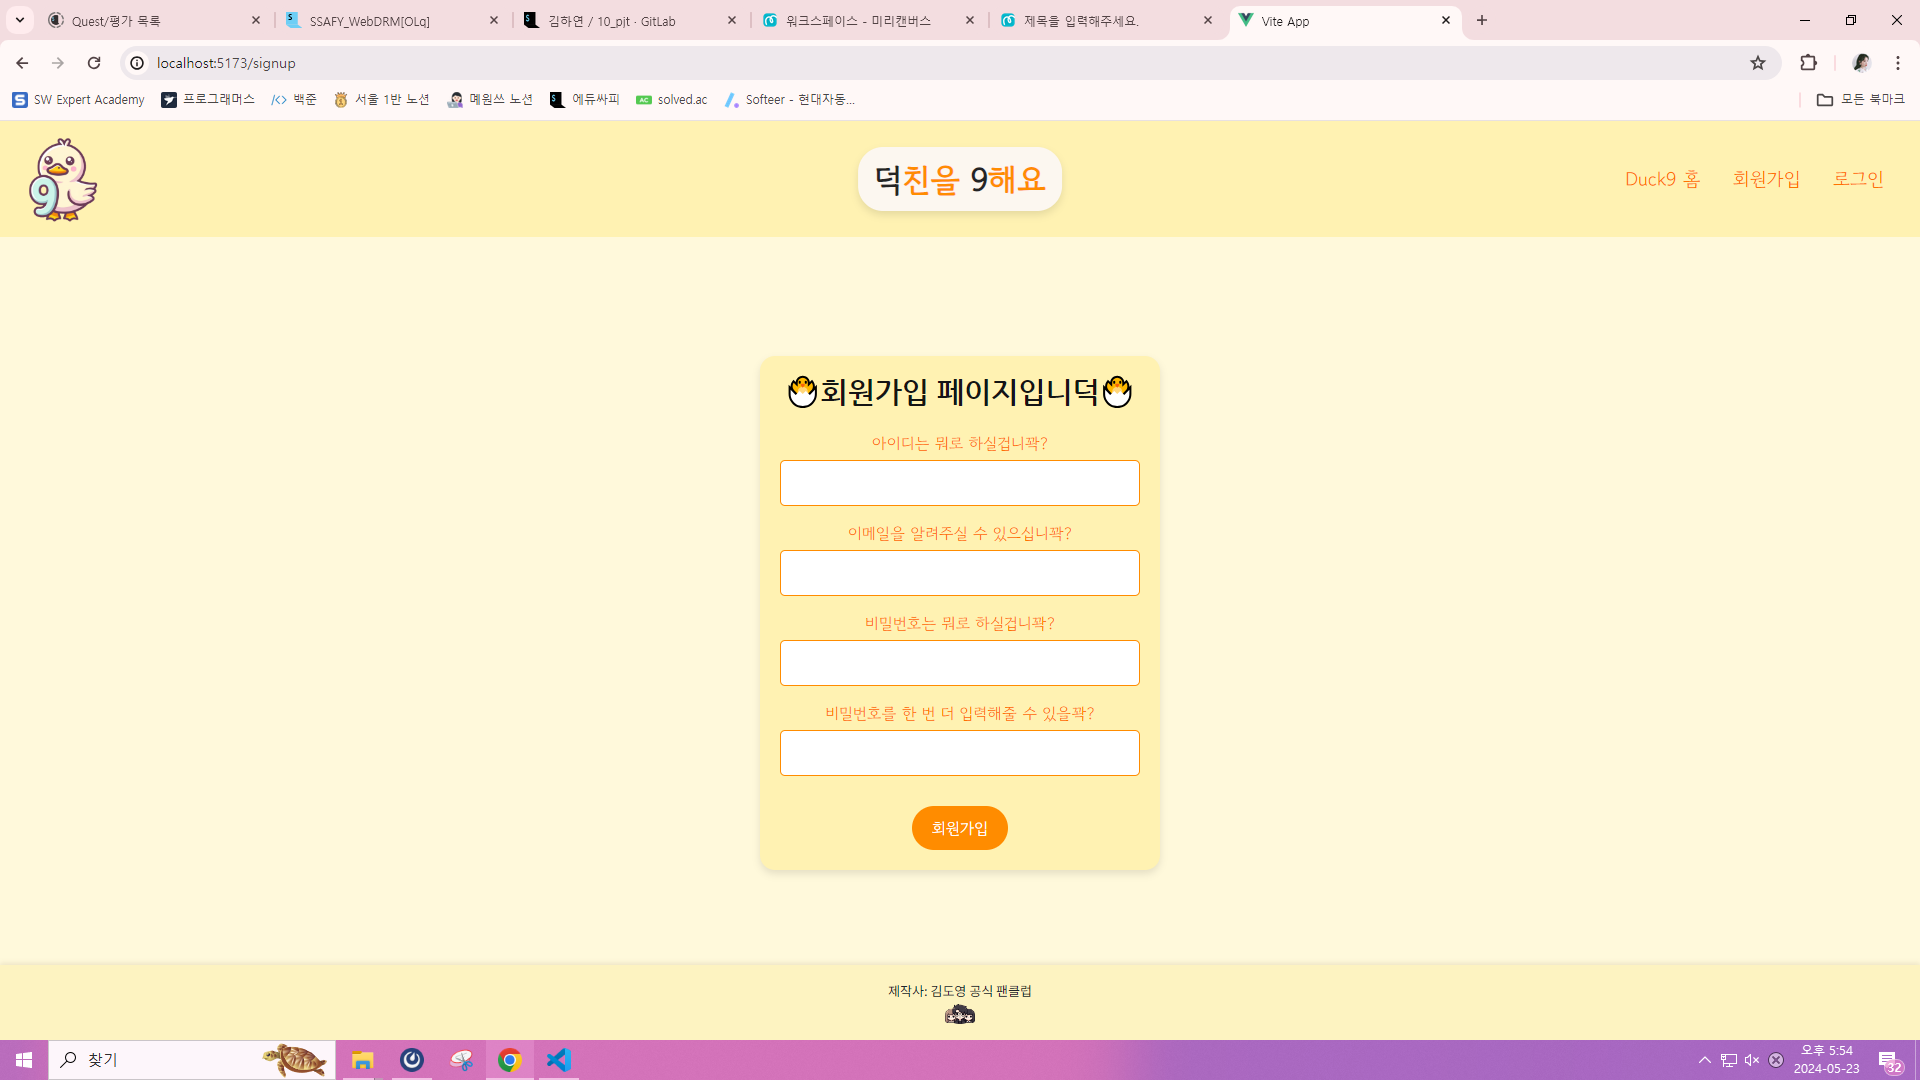 Quest/평가 목록
SSAFY_WebDRM[OLq]
김하연 / 10_pjt · GitLab
워크스페이스 - 미리캔버스
제목을 입력해주세요.
Vite App
localhost:5173/signup
SW Expert Academy
프로그래머스
백준
서울 1반 노션
몌원쓰 노션
에듀싸피
solved.ac
Softeer - 현대자동...
모든 북마크
9
덕친을 9해요
Duck9 홈
회원가입
로그인
회원가입 페이지입니덕
아이디는 뭐로 하실겁니꽉?
이메일을 알려주실 수 있으십니꽉?
비밀번호는 뭐로 하실겁니꽉?
비밀번호를 한 번 더 입력해줄 수 있을꽉?
회원가입
제작사: 김도영 공식 팬클럽
찾기
오후 5:54
2024-05-23
32